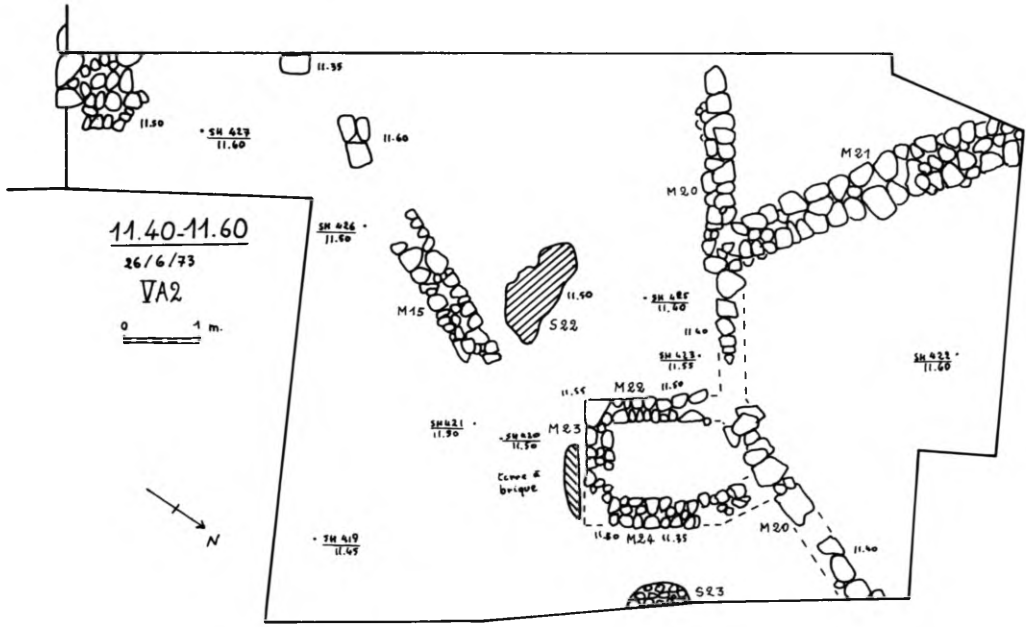 11.35
11.50
SH 427
11.60
11.60
M20
M21
11.40-11.60
26/6/73
VA2
0 1 m.
SH 426
11.50
M15
11.50
S22
SH 425
11.60
11.40
SH 423
11.55
SH 422
11.60
11.55
M22
11.50
SH 421
11.50
SH 420
11.50
M23
terre à
brique
N
SH 419
11.45
11.50
M24
11.35
M20
11.40
S23